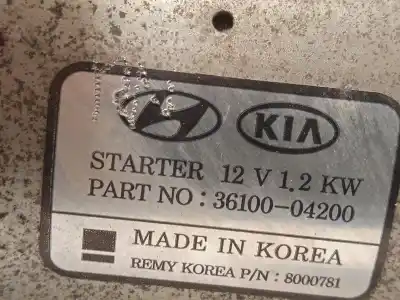 KIA
STARTER 12 V 1.2 KW
PART NO : 36100-04200
MADE IN KOREA
REMY KOREA P/N : 8000781